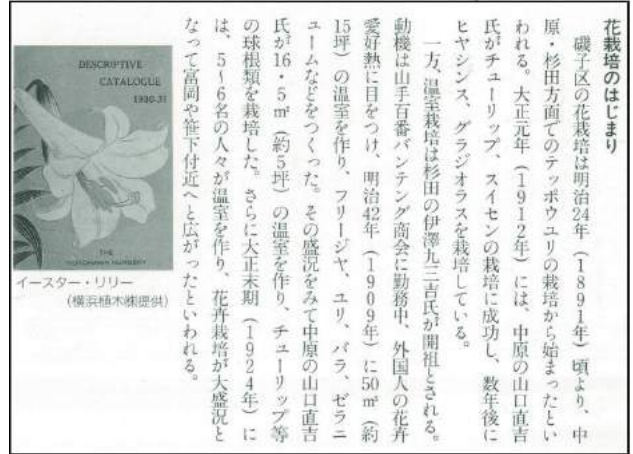 花栽培のはじまり
磯子区の花栽培は明治24年（1891年）頃より、中
原・杉田方面でのテッポウユリの栽培から始まったとい
われる。大正元年（1912年）には、中原の山口直吉
氏がチューリップ、スイセンの栽培に成功し、数年後に
ヒヤシンス、グラジオラスを栽培している。
一方、温室栽培は杉田の伊澤九三吉氏が開祖とされる。
動機は山手百番バンテング商会に勤務中、外国人の花卉
愛好熱に目をつけ、明治42年（1909年）に50㎡（約
15坪）の温室を作り、フリージヤ、ユリ、バラ、ゼラニ
ュームなどをつくった。その盛況をみて中原の山口直吉
氏が16・5㎡（約5坪）の温室を作り、チューリップ等
の球根類を栽培した。さらに大正末期（1924年）に
は、5～6名の人々が温室を作り、花卉栽培が大盛況と
なって富岡や笹下付近へと広がったといわれる。
DESCRIPTIVE
CATALOGUE
1930-31
THE
YOKOHAMA NURSERY
イースター・リリー
（横浜植木㈱提供）